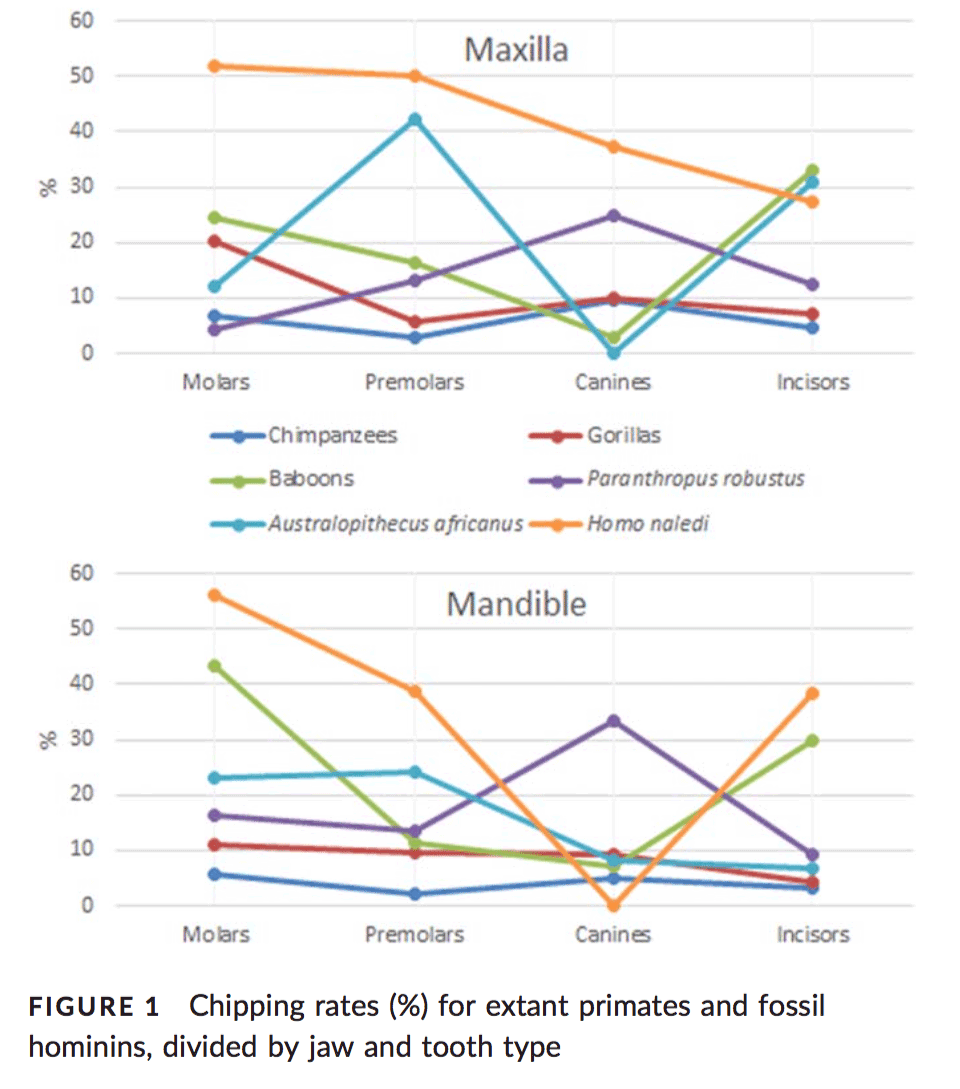 60
Maxilla
50
40
% 30
20
10
0
Molars Premolars Canines Incisors
Chimpanzees Gorillas
Baboons Paranthropus robustus
Australopithecus africanus Homo naledi
60
Mandible
50
40
% 30
20
10
0
Molars Premolars Canines Incisors
FIGURE 1 Chipping rates (%) for extant primates and fossil
hominins, divided by jaw and tooth type